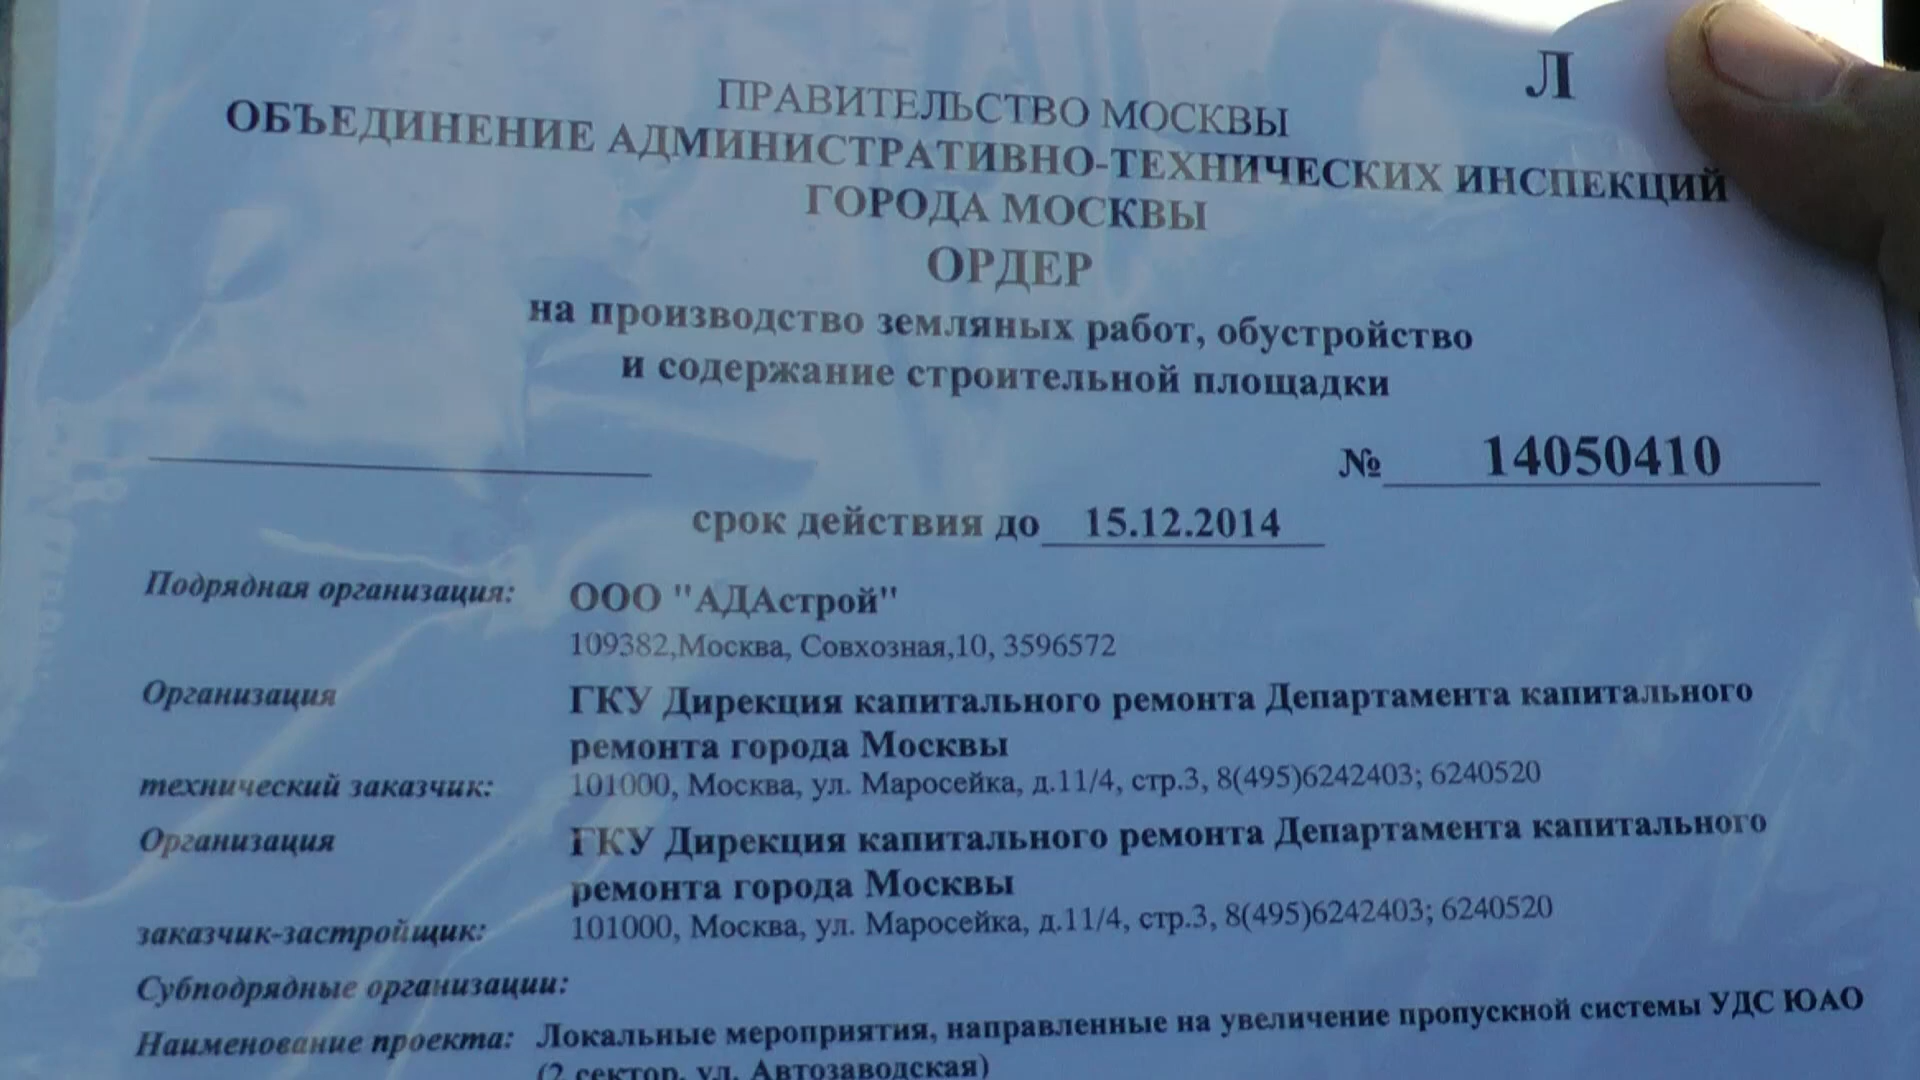 Л
ПРАВИТЕЛЬСТВО МОСКВЫ
ОБЪЕДИНЕНИЕ АДМИНИСТРАТИВНО-ТЕХНИЧЕСКИХ ИНСПЕКЦИЙ
ГОРОДА МОСКВЫ
ОРДЕР
на производство земляных работ, обустройство
и содержание строительной площадки
№ 14050410
срок действия до 15.12.2014
Подрядная организация: ООО "АДАстрой"
109382,Москва, Совхозная,10, 3596572
Организация ГКУ Дирекция капитального ремонта Департамента капитального
ремонта города Москвы
технический заказчик: 101000, Москва, ул. Маросейка, д.11/4, стр.3, 8(495)6242403; 6240520
Организация ГКУ Дирекция капитального ремонта Департамента капитального
ремонта города Москвы
заказчик-застройщик: 101000, Москва, ул. Маросейка, д.11/4, стр.3, 8(495)6242403; 6240520
Субподрядные организации:
Наименование проекта: Локальные мероприятия, направленные на увеличение пропускной системы УДС ЮАО
(2 сектор, ул. Автозаводская)